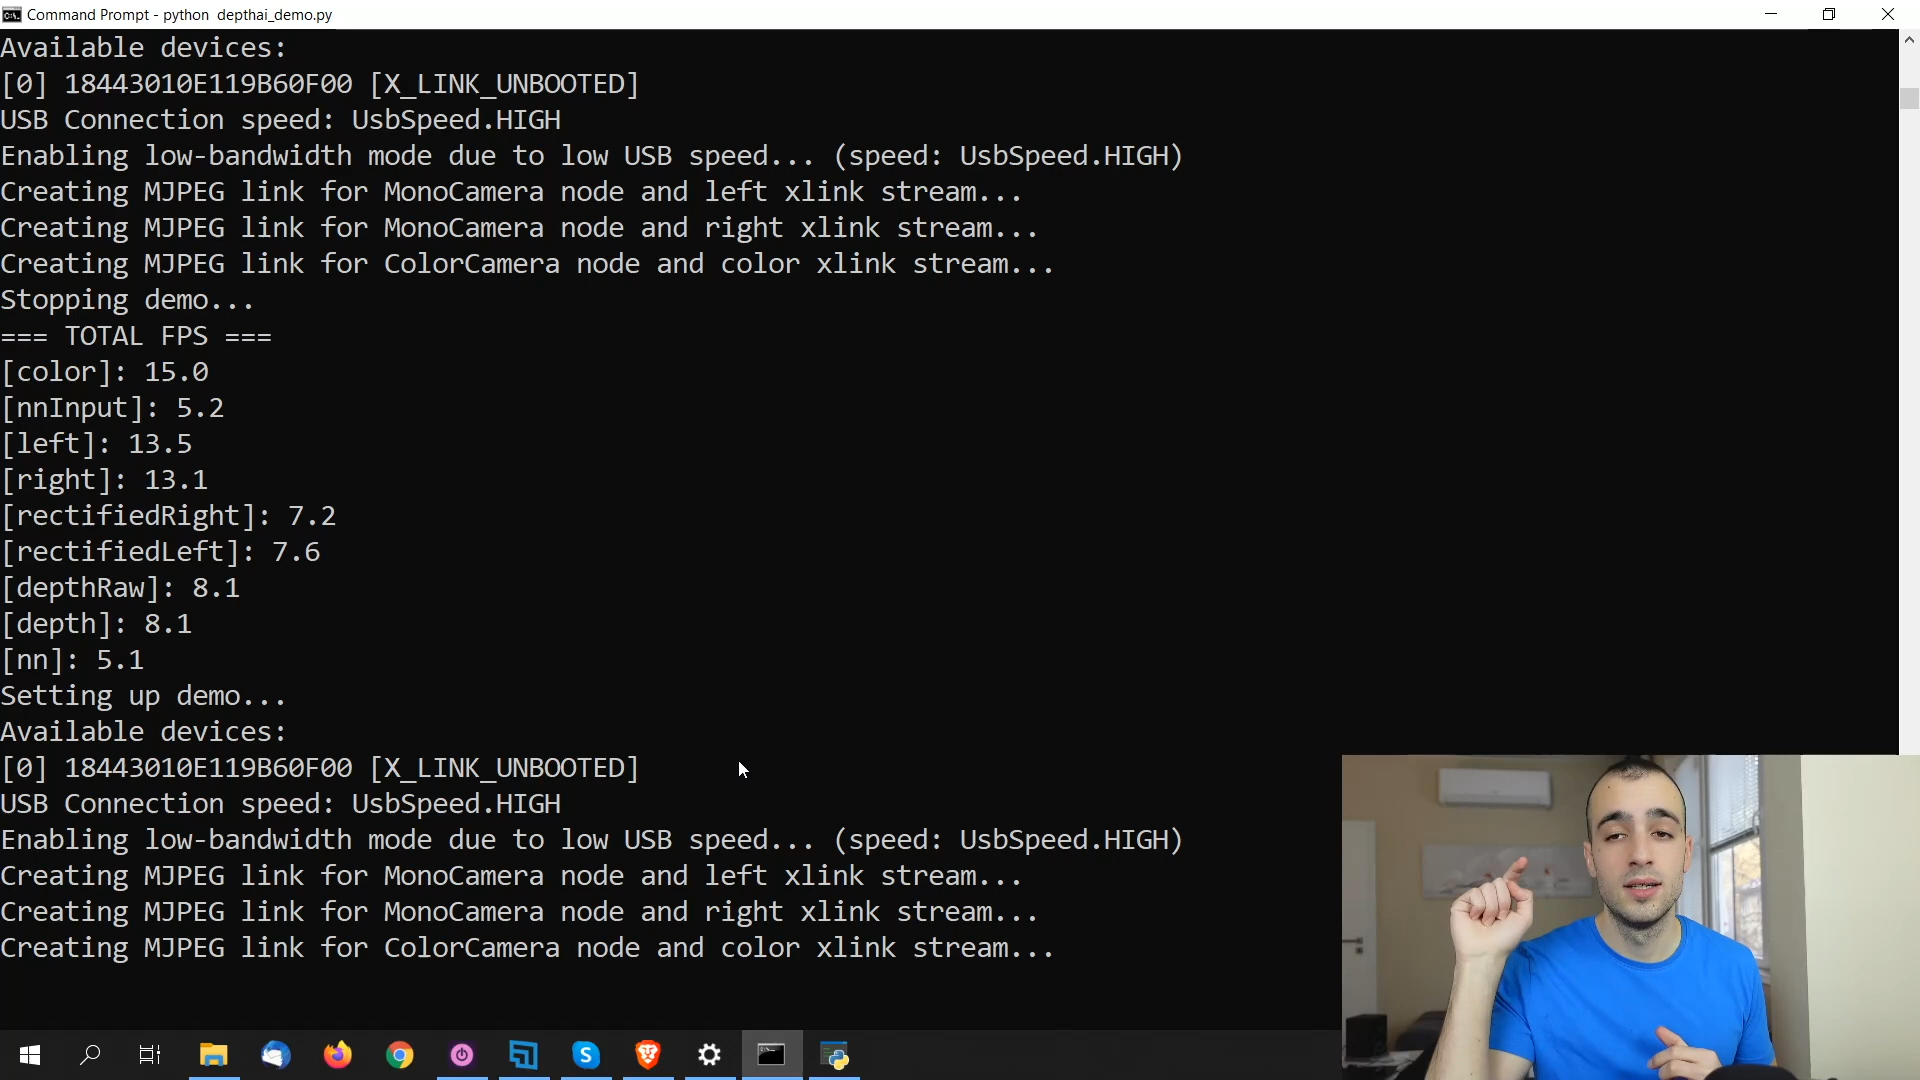 Command Prompt - python  depthai_demo.py
Available devices:
[0] 18443010E119B60F00 [X_LINK_UNBOOTED]
USB Connection speed: UsbSpeed.HIGH
Enabling low-bandwidth mode due to low USB speed... (speed: UsbSpeed.HIGH)
Creating MJPEG link for MonoCamera node and left xlink stream...
Creating MJPEG link for MonoCamera node and right xlink stream...
Creating MJPEG link for ColorCamera node and color xlink stream...
Stopping demo...
=== TOTAL FPS ===
[color]: 15.0
[nnInput]: 5.2
[left]: 13.5
[right]: 13.1
[rectifiedRight]: 7.2
[rectifiedLeft]: 7.6
[depthRaw]: 8.1
[depth]: 8.1
[nn]: 5.1
Setting up demo...
Available devices:
[0] 18443010E119B60F00 [X_LINK_UNBOOTED]
USB Connection speed: UsbSpeed.HIGH
Enabling low-bandwidth mode due to low USB speed... (speed: UsbSpeed.HIGH)
Creating MJPEG link for MonoCamera node and left xlink stream...
Creating MJPEG link for MonoCamera node and right xlink stream...
Creating MJPEG link for ColorCamera node and color xlink stream...